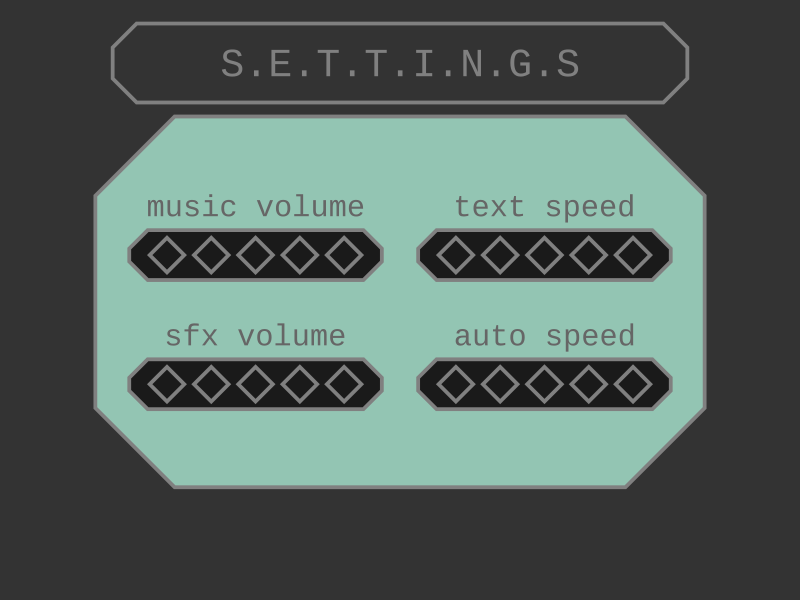 S.E.T.T.I.N.G.S
music volume
text speed
sfx volume
auto speed